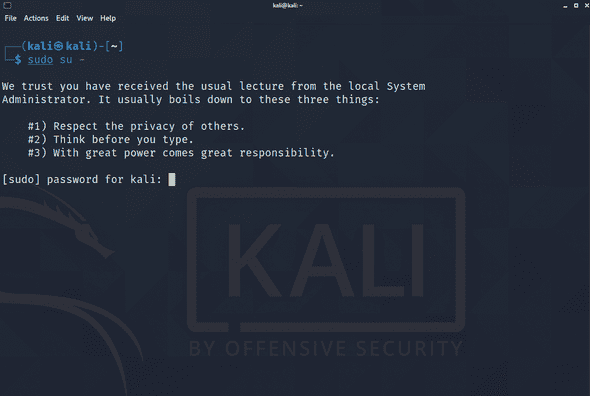 kali@kali: ~
File Actions Edit View Help
┌──(kali㉿kali)-[~]
└─$ sudo su -
We trust you have received the usual lecture from the local System
Administrator. It usually boils down to these three things:
#1) Respect the privacy of others.
#2) Think before you type.
#3) With great power comes great responsibility.
[sudo] password for kali:
KALI
BY OFFENSIVE SECURITY